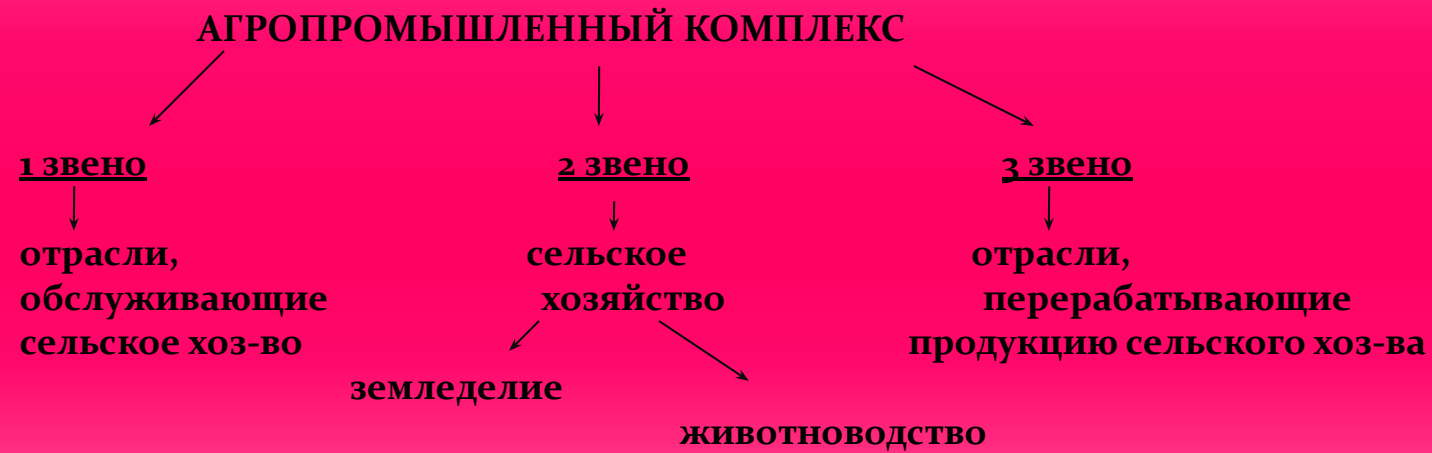 АГРОПРОМЫШЛЕННЫЙ КОМПЛЕКС
1 звено
2 звено
3 звено
отрасли,
обслуживающие
сельское хоз-во
сельское
хозяйство
отрасли,
перерабатывающие
продукцию сельского хоз-ва
земледелие
животноводство